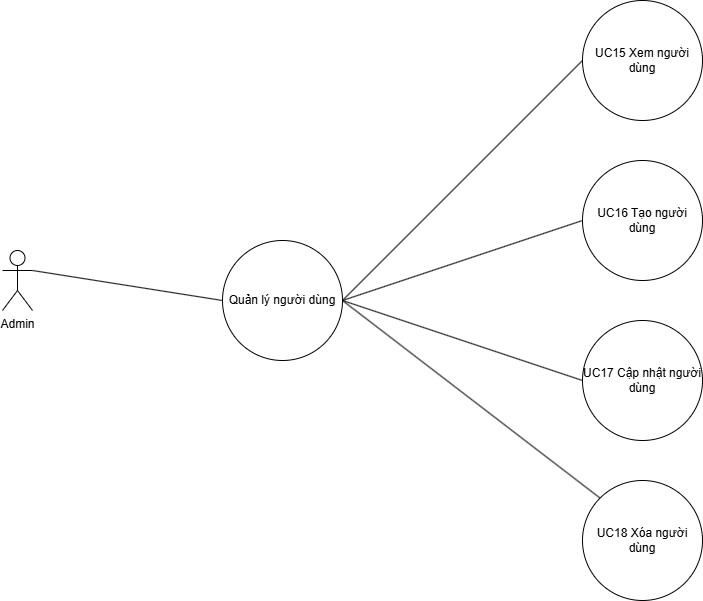 UC15 Xem người
dùng
UC16 Tạo người
dùng
Quản lý người dùng
Admin
UC17 Cập nhật người
dùng
UC18 Xóa người
dùng